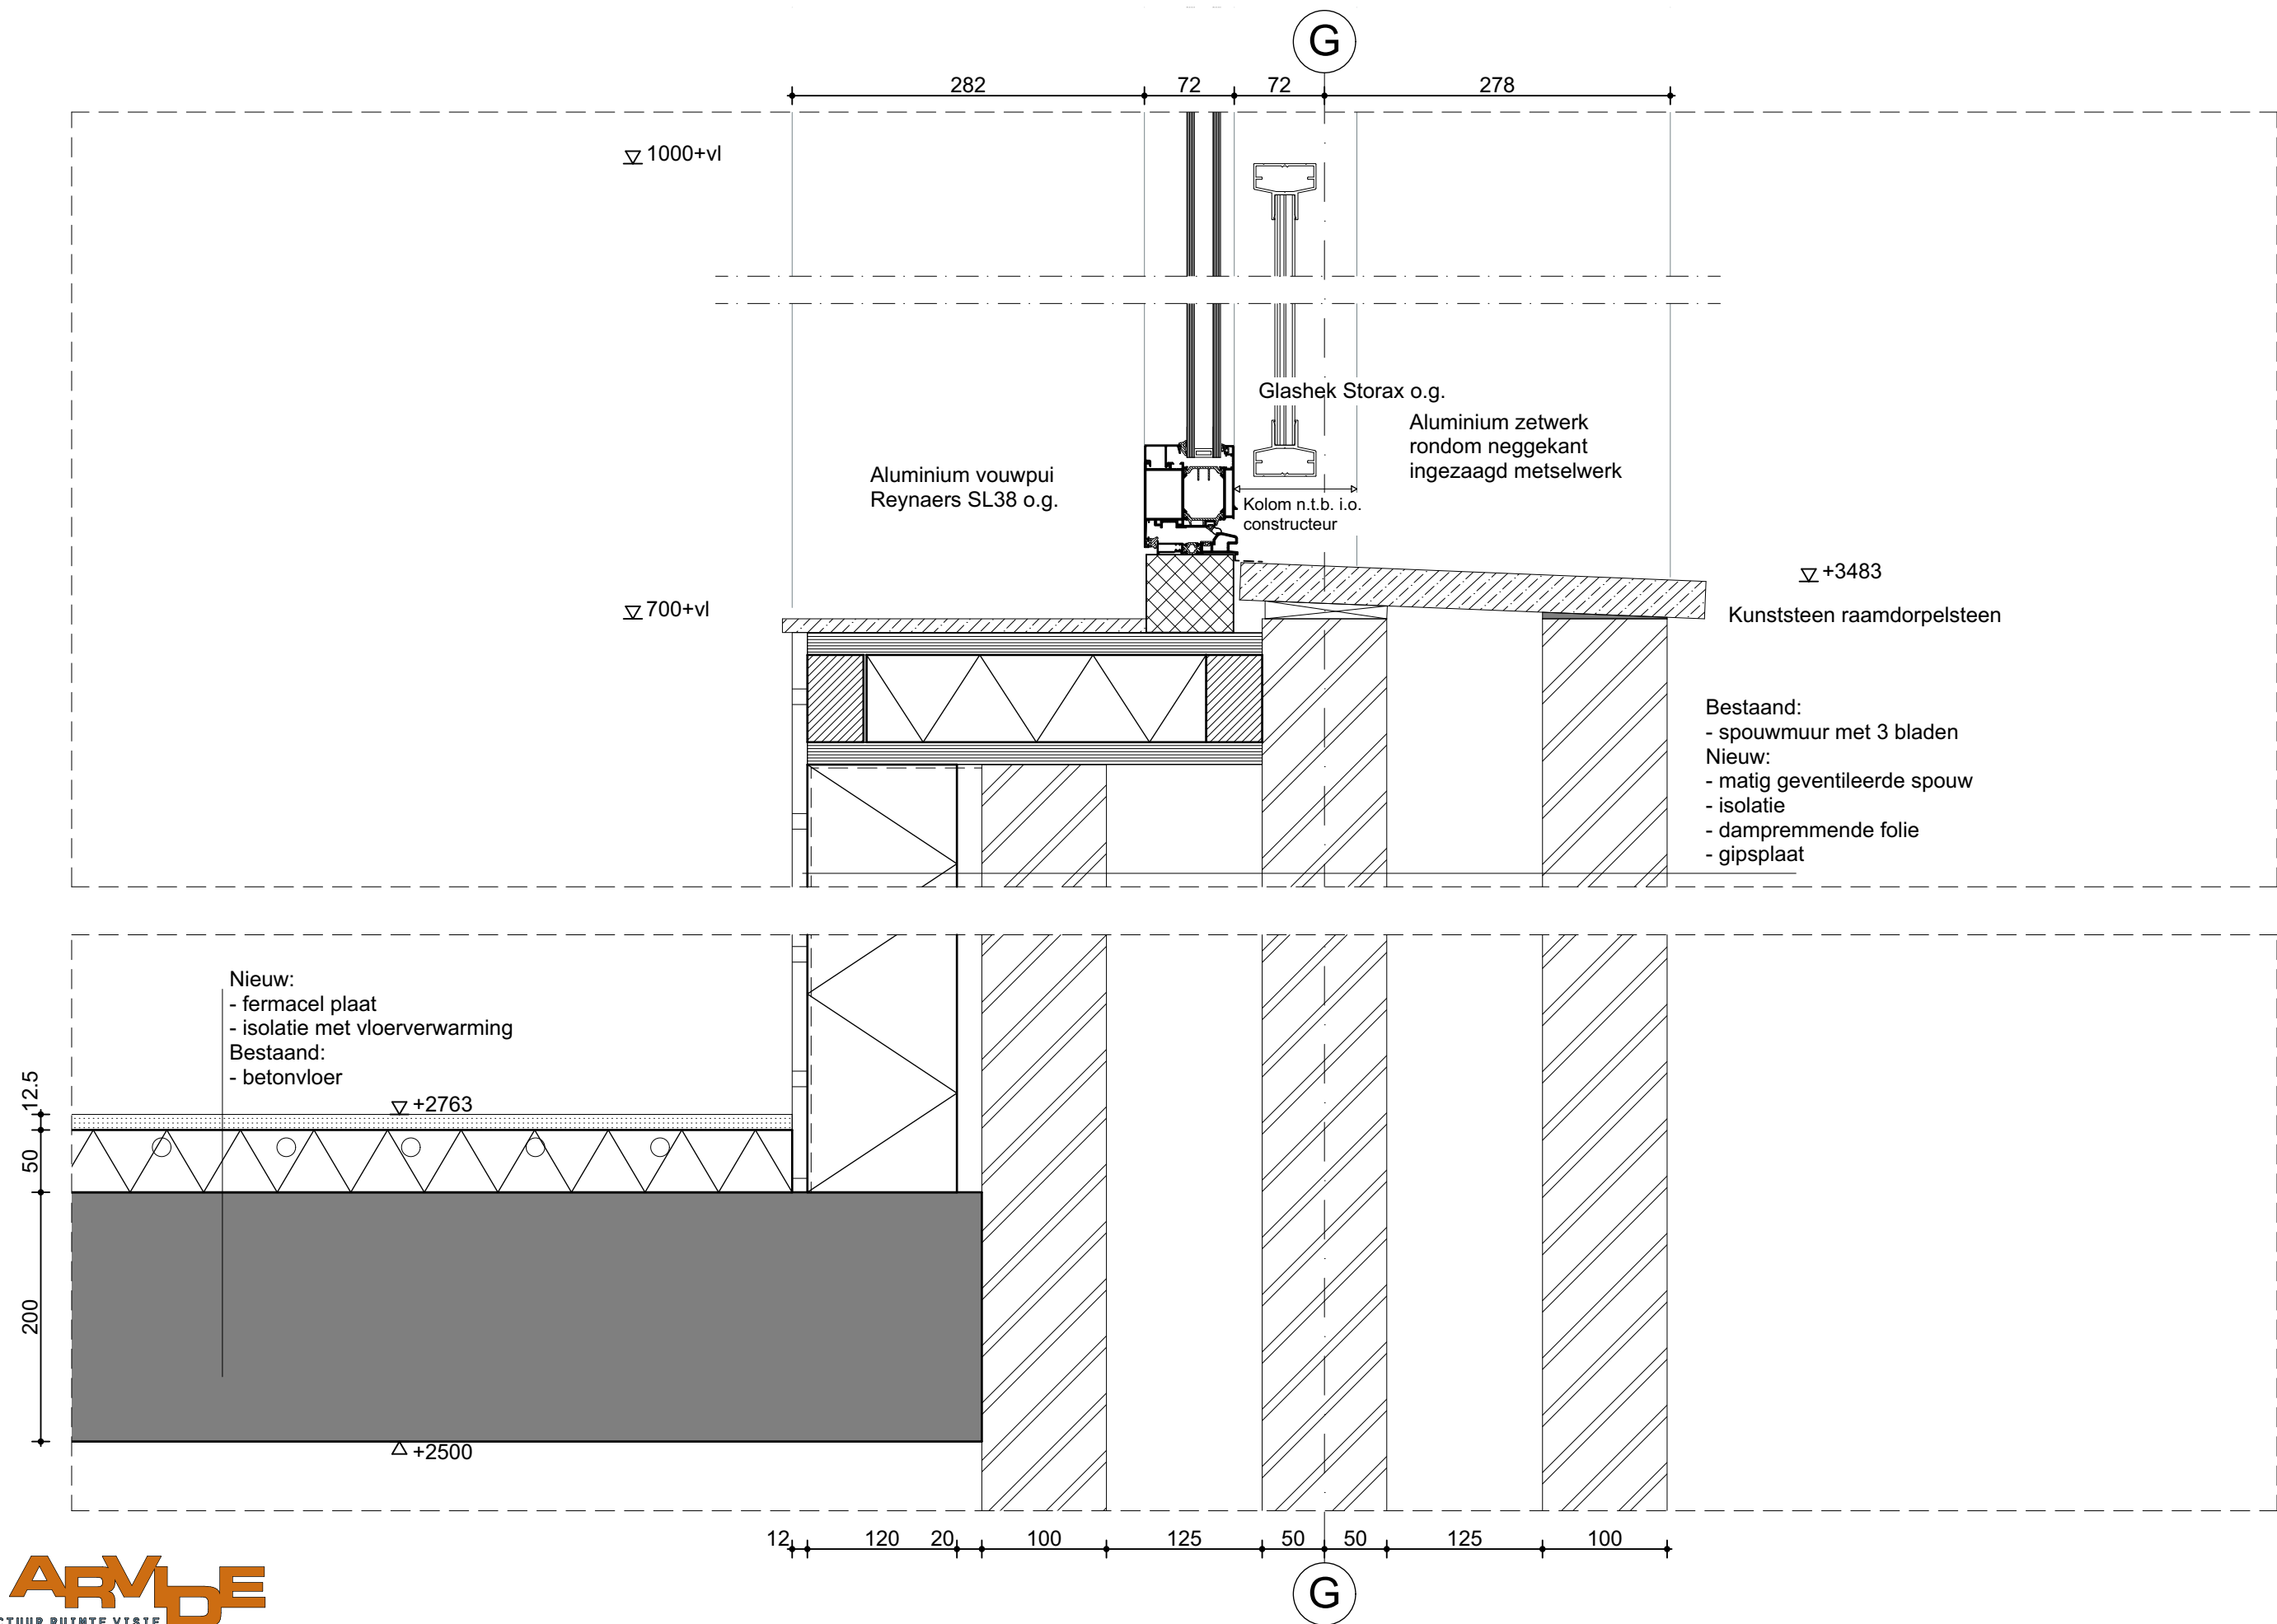 G
282 72 72 278
1000+vl
Glashek Storax o.g.
Aluminium zetwerk
rondom neggekant
ingezaagd metselwerk
Aluminium vouwpui
Reynaers SL38 o.g.
Kolom n.t.b. i.o.
constructeur
+3483
700+vl
Kunststeen raamdorpelsteen
Bestaand:
- spouwmuur met 3 bladen
Nieuw:
- matig geventileerde spouw
- isolatie
- dampremmende folie
- gipsplaat
Nieuw:
- fermacel plaat
- isolatie met vloerverwarming
Bestaand:
- betonvloer
12.5
+2763
50
200
+2500
12 120 20 100 125 50 50 125 100
G
ARVIDE
RUIMTE VISIE